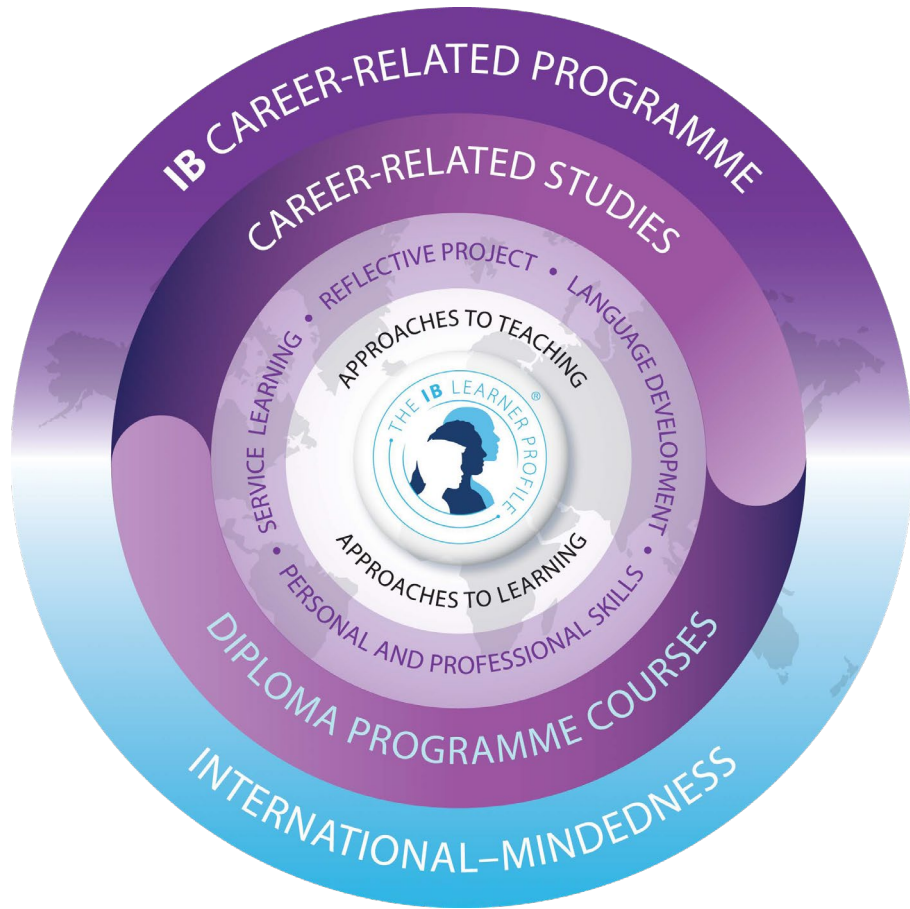 IB CAREER-RELATED PROGRAMME
CAREER-RELATED STUDIES
SERVICE LEARNING • REFLECTIVE PROJECT • LANGUAGE DEVELOPMENT • PERSONAL AND PROFESSIONAL SKILLS •
APPROACHES TO TEACHING
• THE IB LEARNER PROFILE • ®
APPROACHES TO LEARNING
DIPLOMA PROGRAMME COURSES
INTERNATIONAL–MINDEDNESS